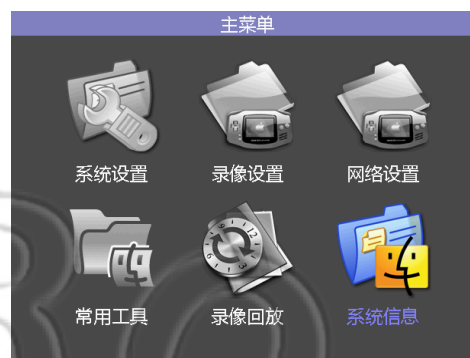 主菜单
系统设置
录像设置
网络设置
常用工具
录像回放
系统信息